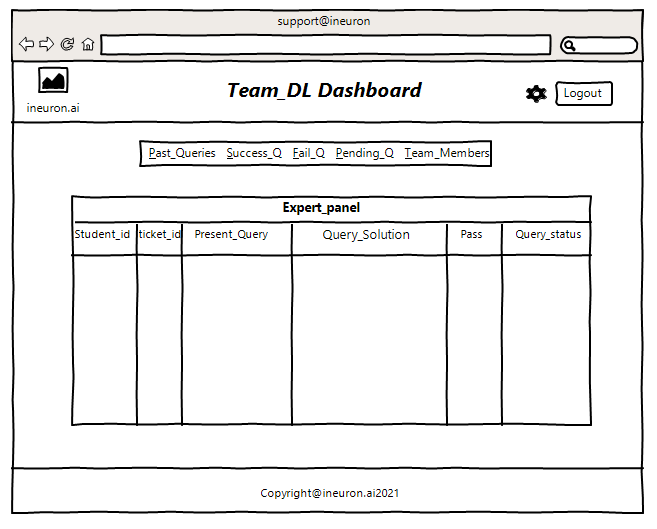 support@ineuron
ineuron.ai
Team_DL Dashboard
Logout
Past_Queries Success_Q Fail_Q Pending_Q Team_Members
Expert_panel
Student_id ticket_id Present_Query Query_Solution Pass Query_status
Copyright@ineuron.ai2021